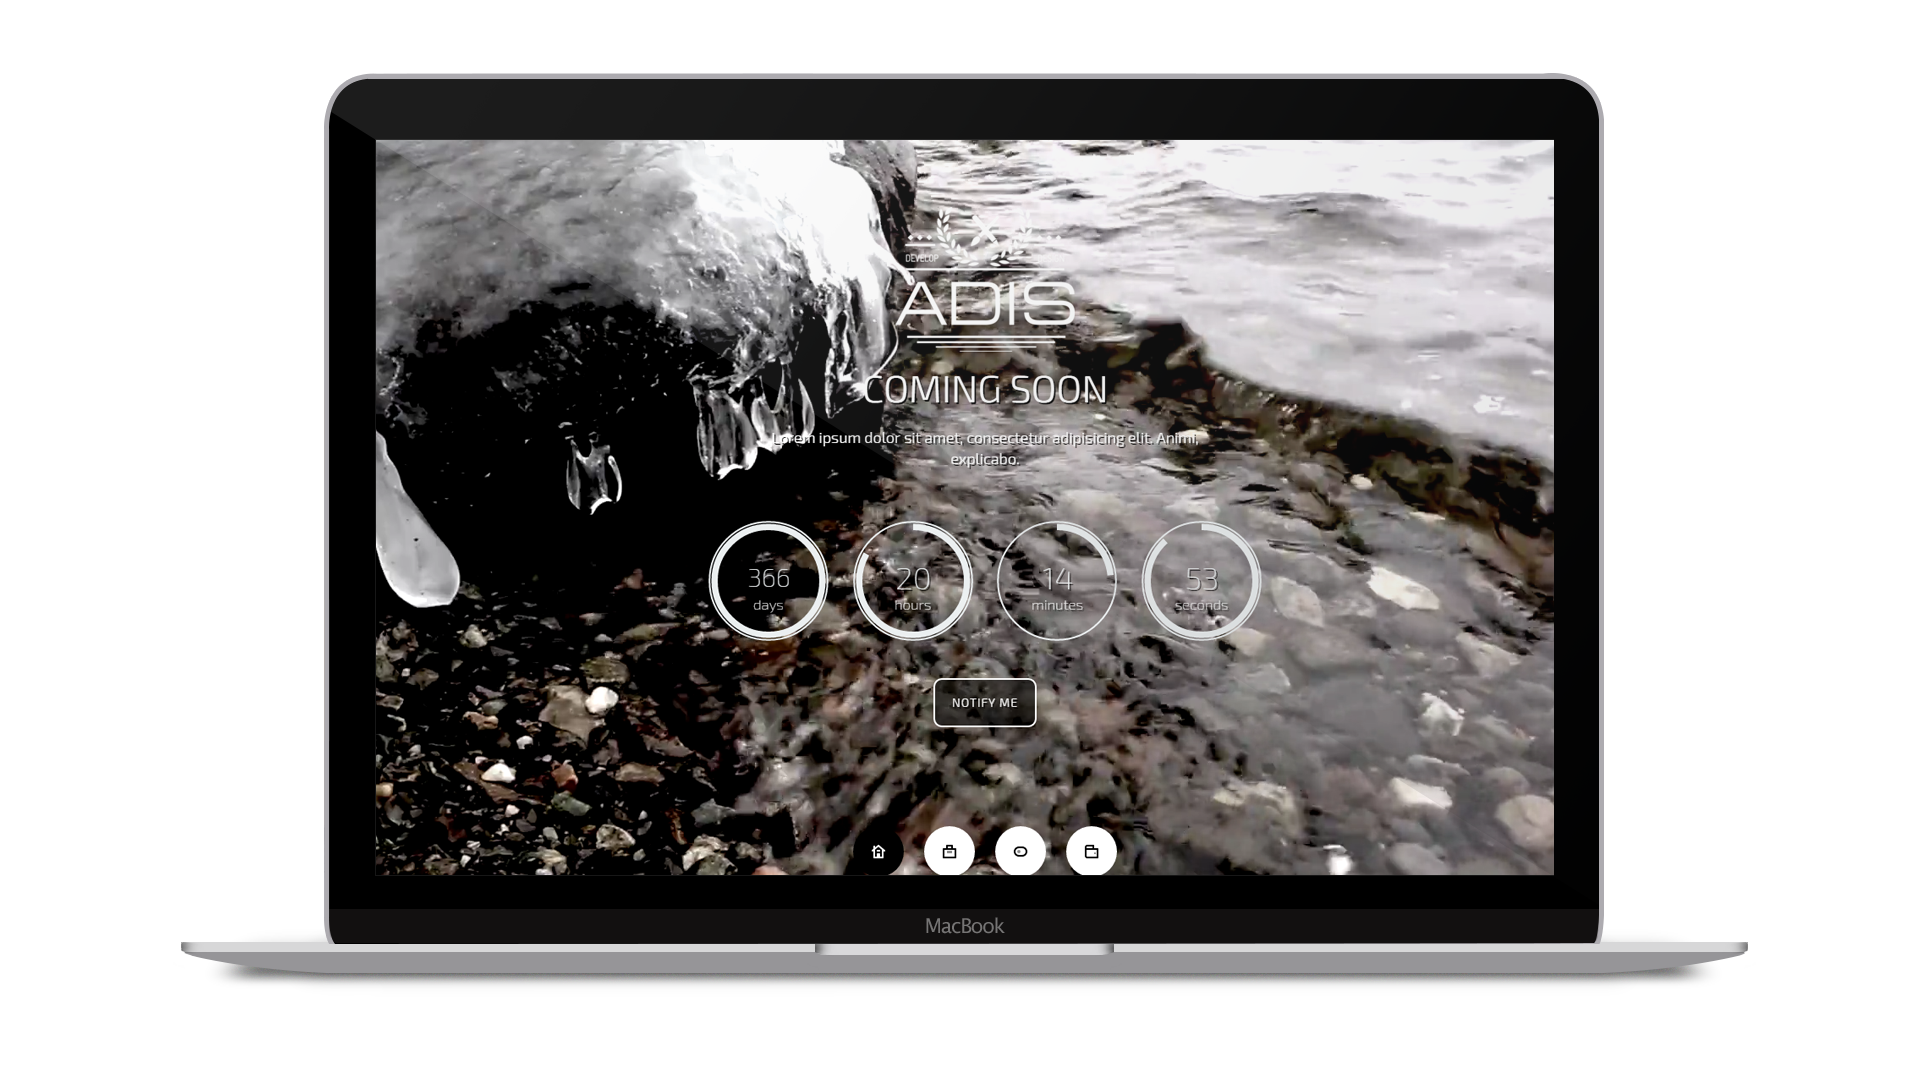 DEVELOP
ADIS
COMING SOON
Lorem ipsum dolor sit amet, consectetur adipisicing elit. Animi,
explicabo.
366 20 14 53
days hours minutes seconds
NOTIFY ME
MacBook